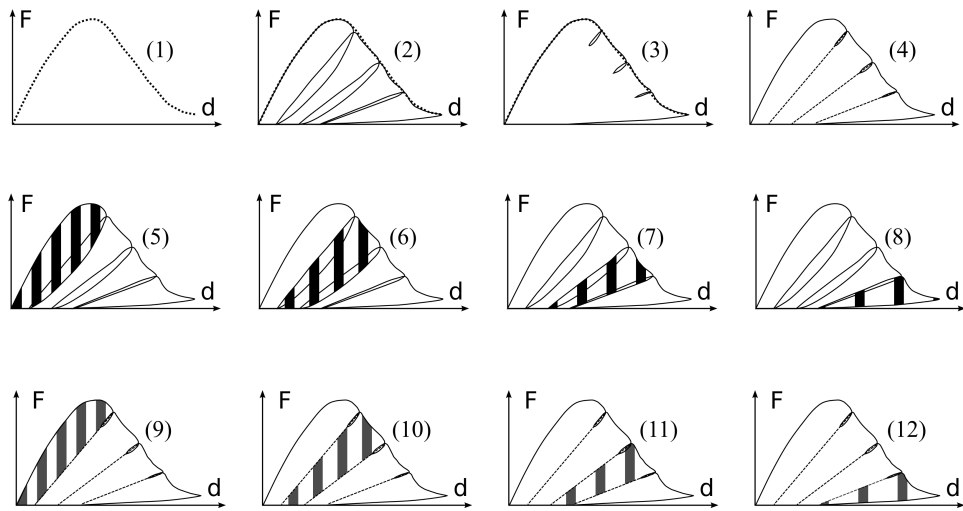 F (1) d
F (2) d
F (3) d
F (4) d
F (5) d
F (6) d
F (7) d
F (8) d
F (9) d
F (10) d
F (11) d
F (12) d